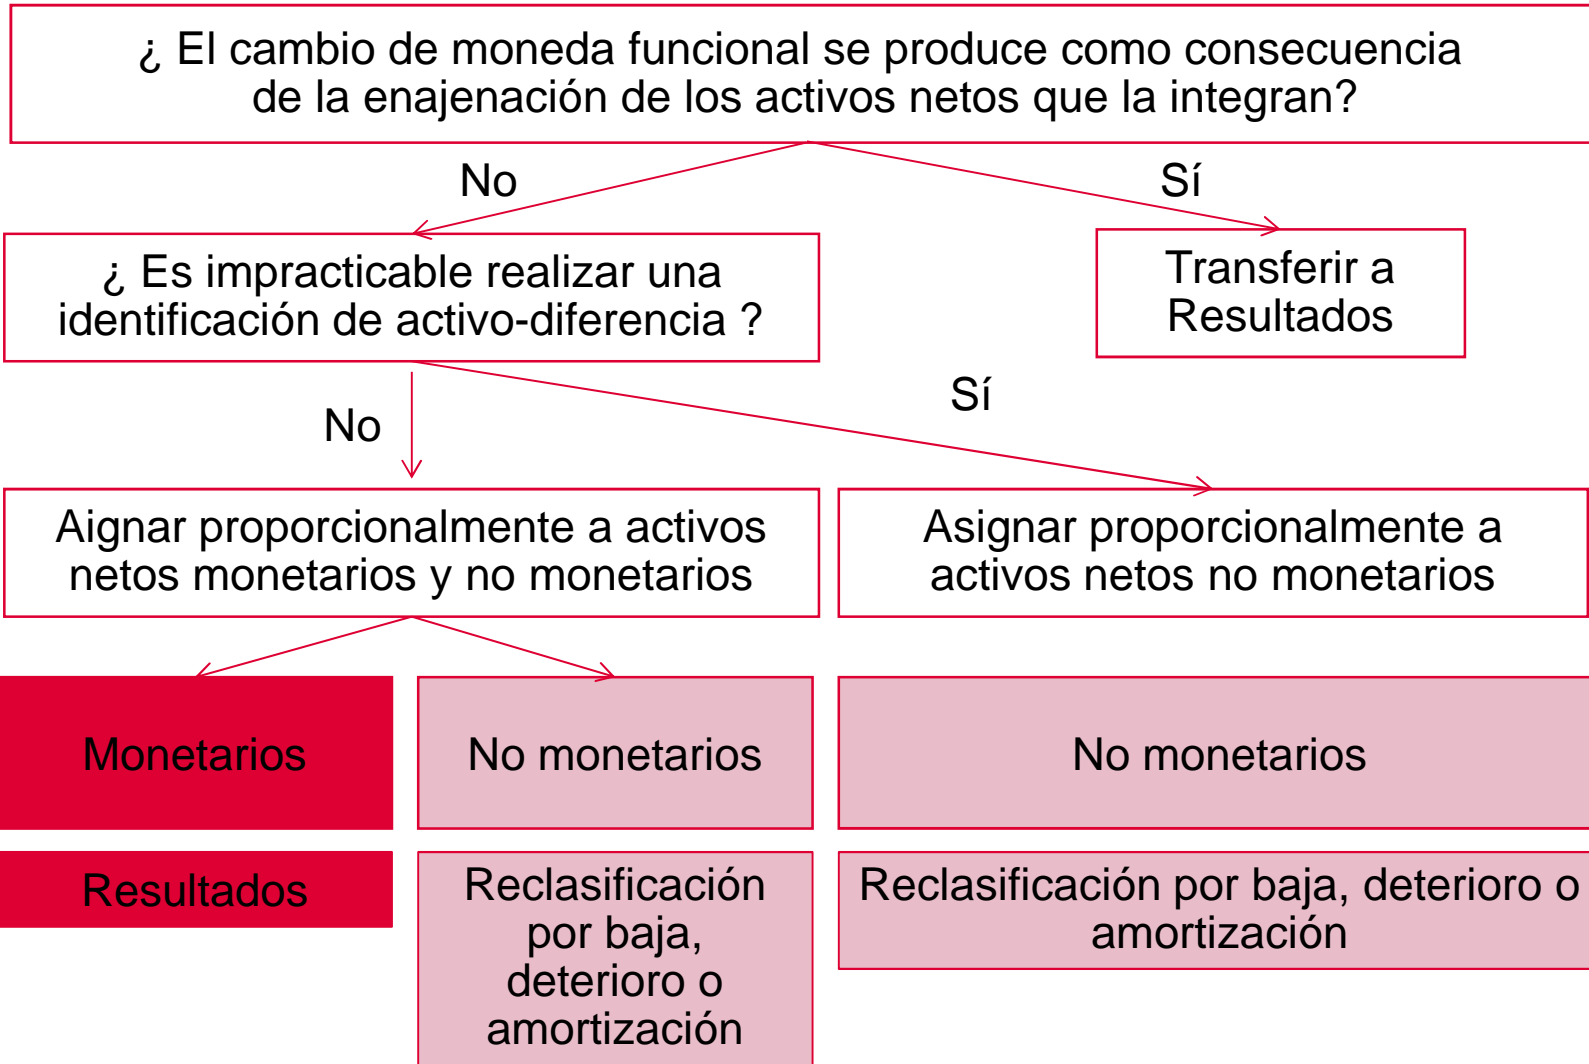 ¿ El cambio de moneda funcional se produce como consecuencia
de la enajenación de los activos netos que la integran?
No
Sí
¿ Es impracticable realizar una
identificación de activo-diferencia ?
Transferir a
Resultados
No
Sí
Aignar proporcionalmente a activos
netos monetarios y no monetarios
Asignar proporcionalmente a
activos netos no monetarios
Monetarios
No monetarios
No monetarios
Resultados
Reclasificación
por baja,
deterioro o
amortización
Reclasificación por baja, deterioro o
amortización